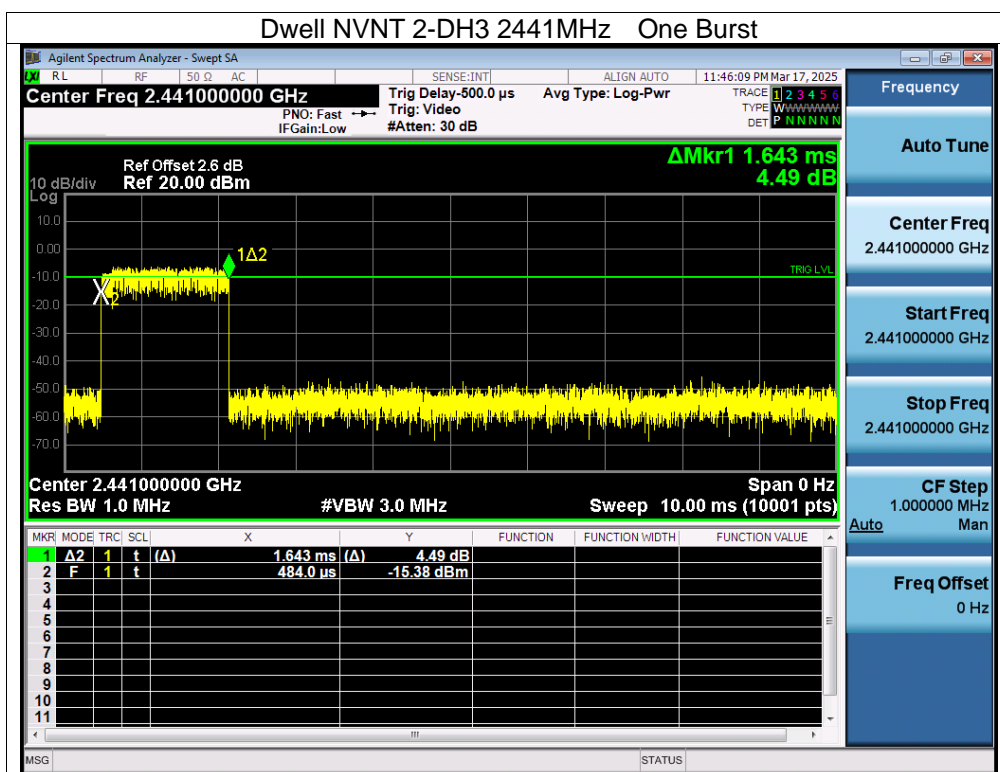 Dwell NVNT 2-DH3 2441MHz One Burst
Agilent Spectrum Analyzer - Swept SA
LXI RL RF 50 Ω AC SENSE:INT ALIGN AUTO 11:46:09 PM Mar 17, 2025
Center Freq 2.441000000 GHz
PNO: Fast
IFGain:Low
Trig Delay-500.0 µs
Trig: Video
#Atten: 30 dB
Avg Type: Log-Pwr
TRACE 1 2 3 4 5 6
TYPE WWWWWWW
DET P N N N N N
ΔMkr1 1.643 ms
4.49 dB
Ref Offset 2.6 dB
10 dB/div Ref 20.00 dBm
Log
10.0
0.00
-10.0
-20.0
-30.0
-40.0
-50.0
-60.0
-70.0
1Δ2
TRIG LVL
X2
Center 2.441000000 GHz Span 0 Hz
Res BW 1.0 MHz #VBW 3.0 MHz Sweep 10.00 ms (10001 pts)
MKR MODE TRC SCL X Y FUNCTION FUNCTION WIDTH FUNCTION VALUE
1 Δ2 1 t (Δ) 1.643 ms (Δ) 4.49 dB
2 F 1 t 484.0 µs -15.38 dBm
3
4
5
6
7
8
9
10
11
MSG STATUS
Frequency
Auto Tune
Center Freq
2.441000000 GHz
Start Freq
2.441000000 GHz
Stop Freq
2.441000000 GHz
CF Step
1.000000 MHz
Auto Man
Freq Offset
0 Hz